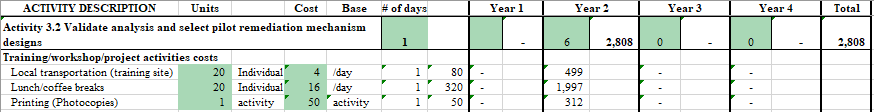 ACTIVITY DESCRIPTION Units Cost Base # of days Year 1 Year 2 Year 3 Year 4 Total
Activity 3.2 Validate analysis and select pilot remediation mechanism
designs 1 - 6 2,808 0 - 0 - 2,808
Training/workshop/project activities costs
Local transportation (training site) 20 Individual 4 /day 1 80 - 499 - -
Lunch/coffee breaks 20 Individual 16 /day 1 320 - 1,997 - -
Printing (Photocopies) 1 activity 50 activity 1 50 - 312 - -